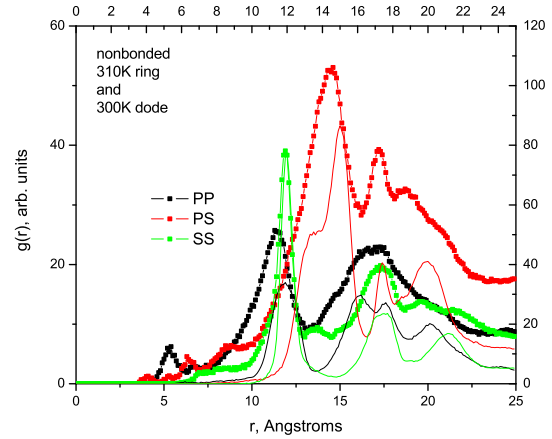 0 2 4 6 8 10 12 14 16 18 20 22 24
60 120
nonbonded
310K ring
and
300K dode
100
40 80
g(r), arb. units
PP
PS
SS
60
20 40
20
0 0
0 5 10 15 20 25
r, Angstroms